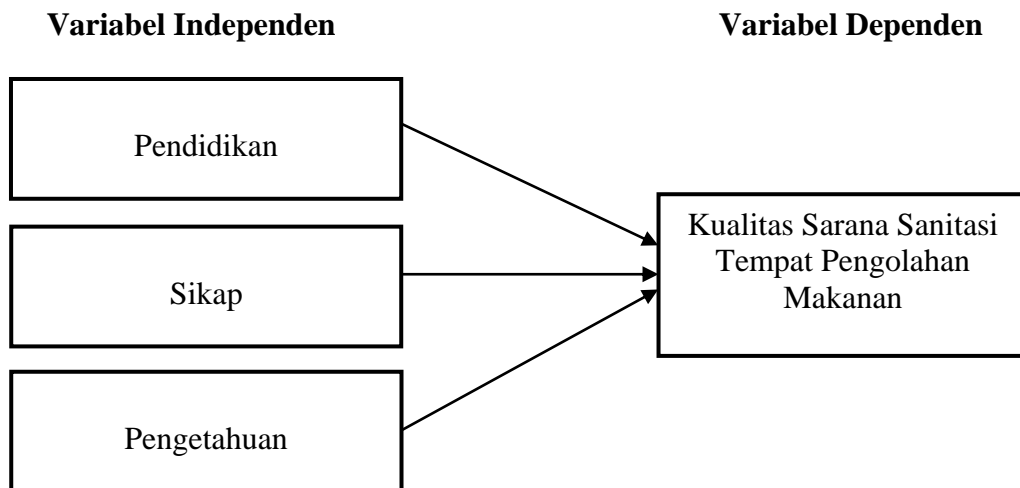 Variabel Independen
Variabel Dependen
Pendidikan
Sikap
Pengetahuan
Kualitas Sarana Sanitasi
Tempat Pengolahan
Makanan